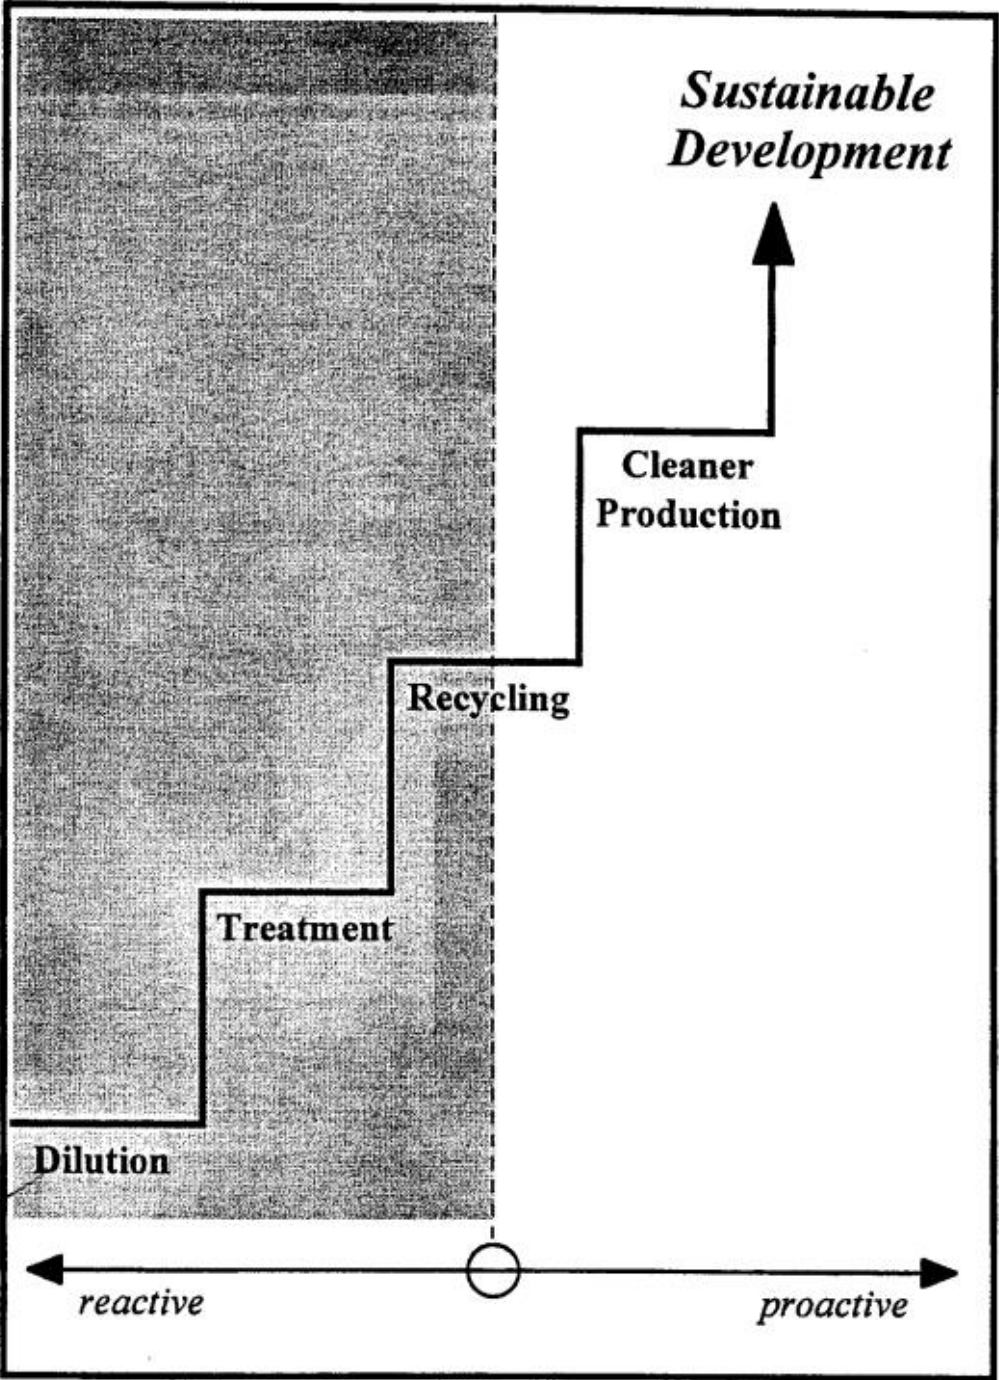 Sustainable
Development
Cleaner
Production
Recycling
Treatment
Dilution
reactive
proactive